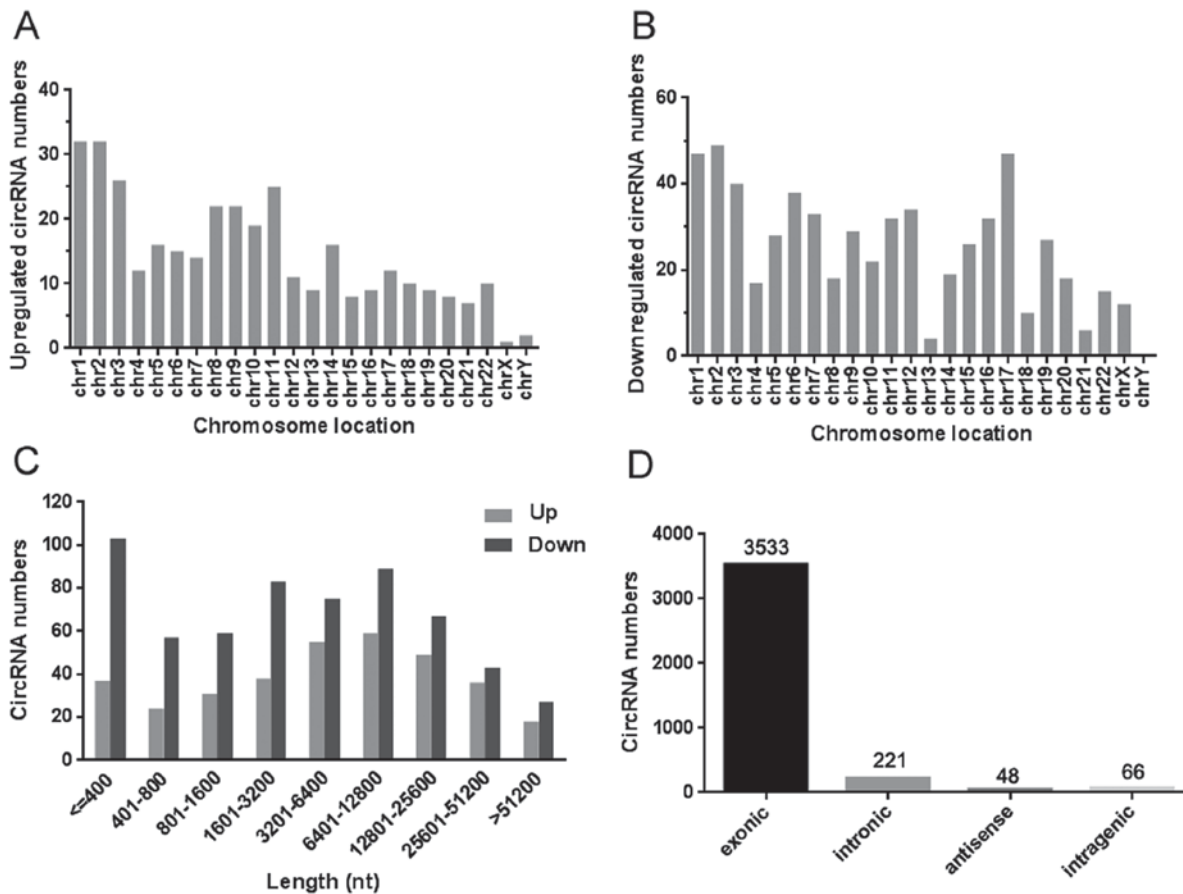 A
Upregulated circRNA numbers
40
30
20
10
0
chr1
chr2
chr3
chr4
chr5
chr6
chr7
chr8
chr9
chr10
chr11
chr12
chr13
chr14
chr15
chr16
chr17
chr18
chr19
chr20
chr21
chr22
chrX
chrY
Chromosome location
B
Downregulated circRNA numbers
60
40
20
0
chr1
chr2
chr3
chr4
chr5
chr6
chr7
chr8
chr9
chr10
chr11
chr12
chr13
chr14
chr15
chr16
chr17
chr18
chr19
chr20
chr21
chr22
chrX
chrY
Chromosome location
C
CircRNA numbers
120
100
80
60
40
20
0
Up
Down
<=400
401-800
801-1600
1601-3200
3201-6400
6401-12800
12801-25600
25601-51200
>51200
Length (nt)
D
CircRNA numbers
4000
3000
2000
1000
0
3533
221
48
66
exonic
intronic
antisense
intragenic